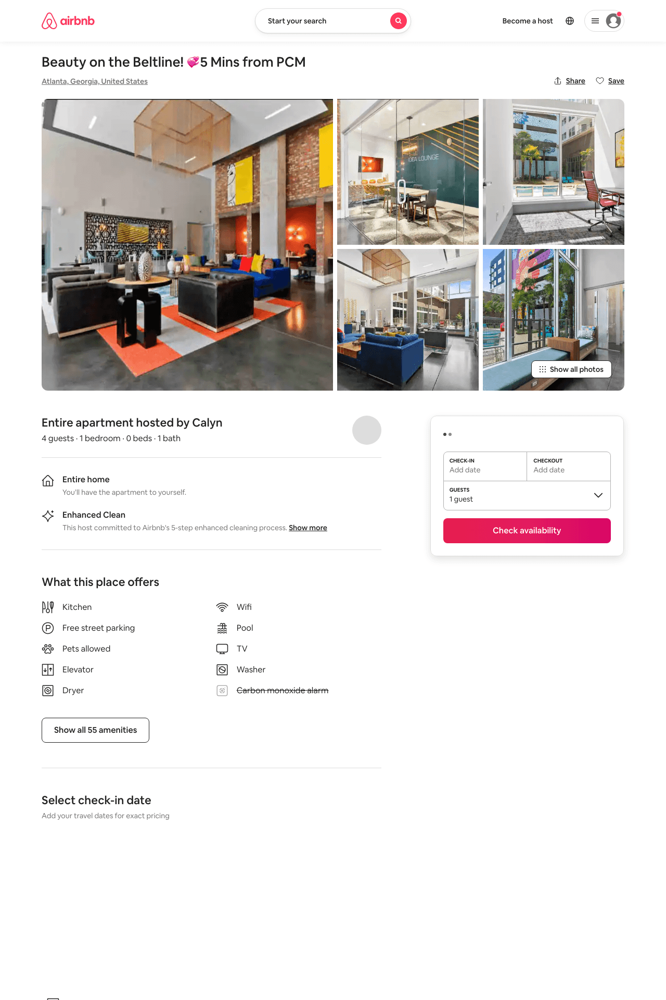 airbnb
Start your search
Become a host
Beauty on the Beltline! 💞5 Mins from PCM
Atlanta, Georgia, United States
Share
Save
IDEA LOUNGE
Show all photos
Entire apartment hosted by Calyn
4 guests · 1 bedroom · 0 beds · 1 bath
Entire home
You'll have the apartment to yourself.
Enhanced Clean
This host committed to Airbnb's 5-step enhanced cleaning process. Show more
CHECK-IN
Add date
CHECKOUT
Add date
GUESTS
1 guest
Check availability
What this place offers
Kitchen
Wifi
Free street parking
Pool
Pets allowed
TV
Elevator
Washer
Dryer
Carbon monoxide alarm
Show all 55 amenities
Select check-in date
Add your travel dates for exact pricing